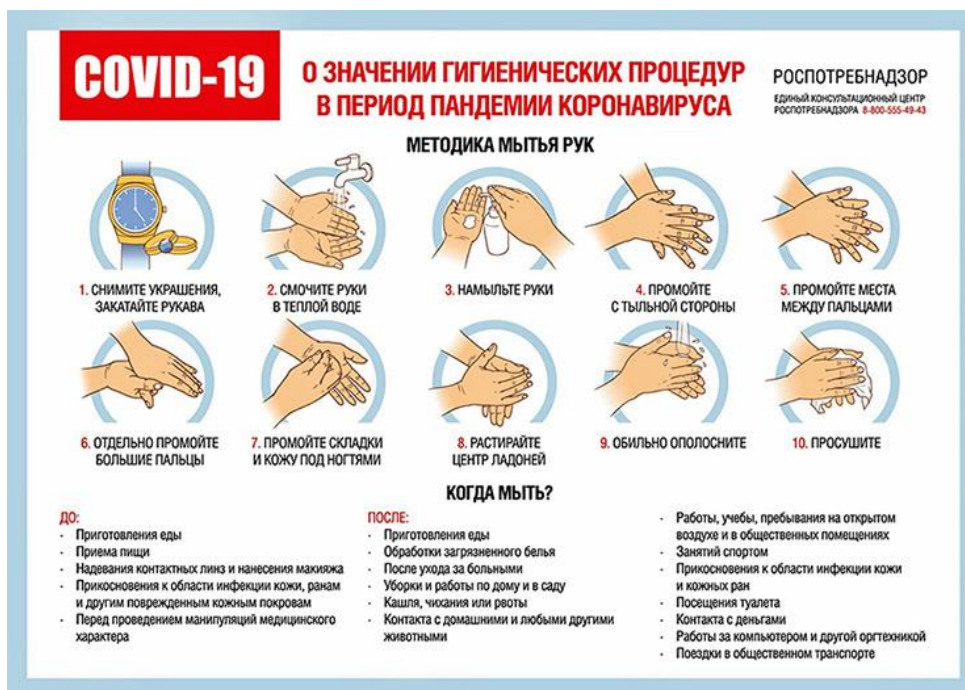 COVID-19
О ЗНАЧЕНИИ ГИГИЕНИЧЕСКИХ ПРОЦЕДУР
В ПЕРИОД ПАНДЕМИИ КОРОНАВИРУСА
РОСПОТРЕБНАДЗОР
ЕДИНЫЙ КОНСУЛЬТАЦИОННЫЙ ЦЕНТР
РОСПОТРЕБНАДЗОРА 8-800-555-49-43
МЕТОДИКА МЫТЬЯ РУК
1. СНИМИТЕ УКРАШЕНИЯ,
ЗАКАТАЙТЕ РУКАВА
2. СМОЧИТЕ РУКИ
В ТЕПЛОЙ ВОДЕ
3. НАМЫЛЬТЕ РУКИ
4. ПРОМОЙТЕ
С ТЫЛЬНОЙ СТОРОНЫ
5. ПРОМОЙТЕ МЕСТА
МЕЖДУ ПАЛЬЦАМИ
6. ОТДЕЛЬНО ПРОМОЙТЕ
БОЛЬШИЕ ПАЛЬЦЫ
7. ПРОМОЙТЕ СКЛАДКИ
И КОЖУ ПОД НОГТЯМИ
8. РАСТИРАЙТЕ
ЦЕНТР ЛАДОНЕЙ
9. ОБИЛЬНО ОПОЛОСНИТЕ
10. ПРОСУШИТЕ
КОГДА МЫТЬ?
ДО:
· Приготовления еды
· Приема пищи
· Надевания контактных линз и нанесения макияжа
· Прикосновения к области инфекции кожи, ранам
и другим поврежденным кожным покровам
· Перед проведением манипуляций медицинского
характера
ПОСЛЕ:
· Приготовления еды
· Обработки загрязненного белья
· После ухода за больными
· Уборки и работы по дому и в саду
· Кашля, чихания или рвоты
· Контакта с домашними и любыми другими
животными
· Работы, учебы, пребывания на открытом
воздухе и в общественных помещениях
· Занятий спортом
· Прикосновения к области инфекции кожи
и кожных ран
· Посещения туалета
· Контакта с деньгами
· Работы за компьютером и другой оргтехникой
· Поездки в общественном транспорте